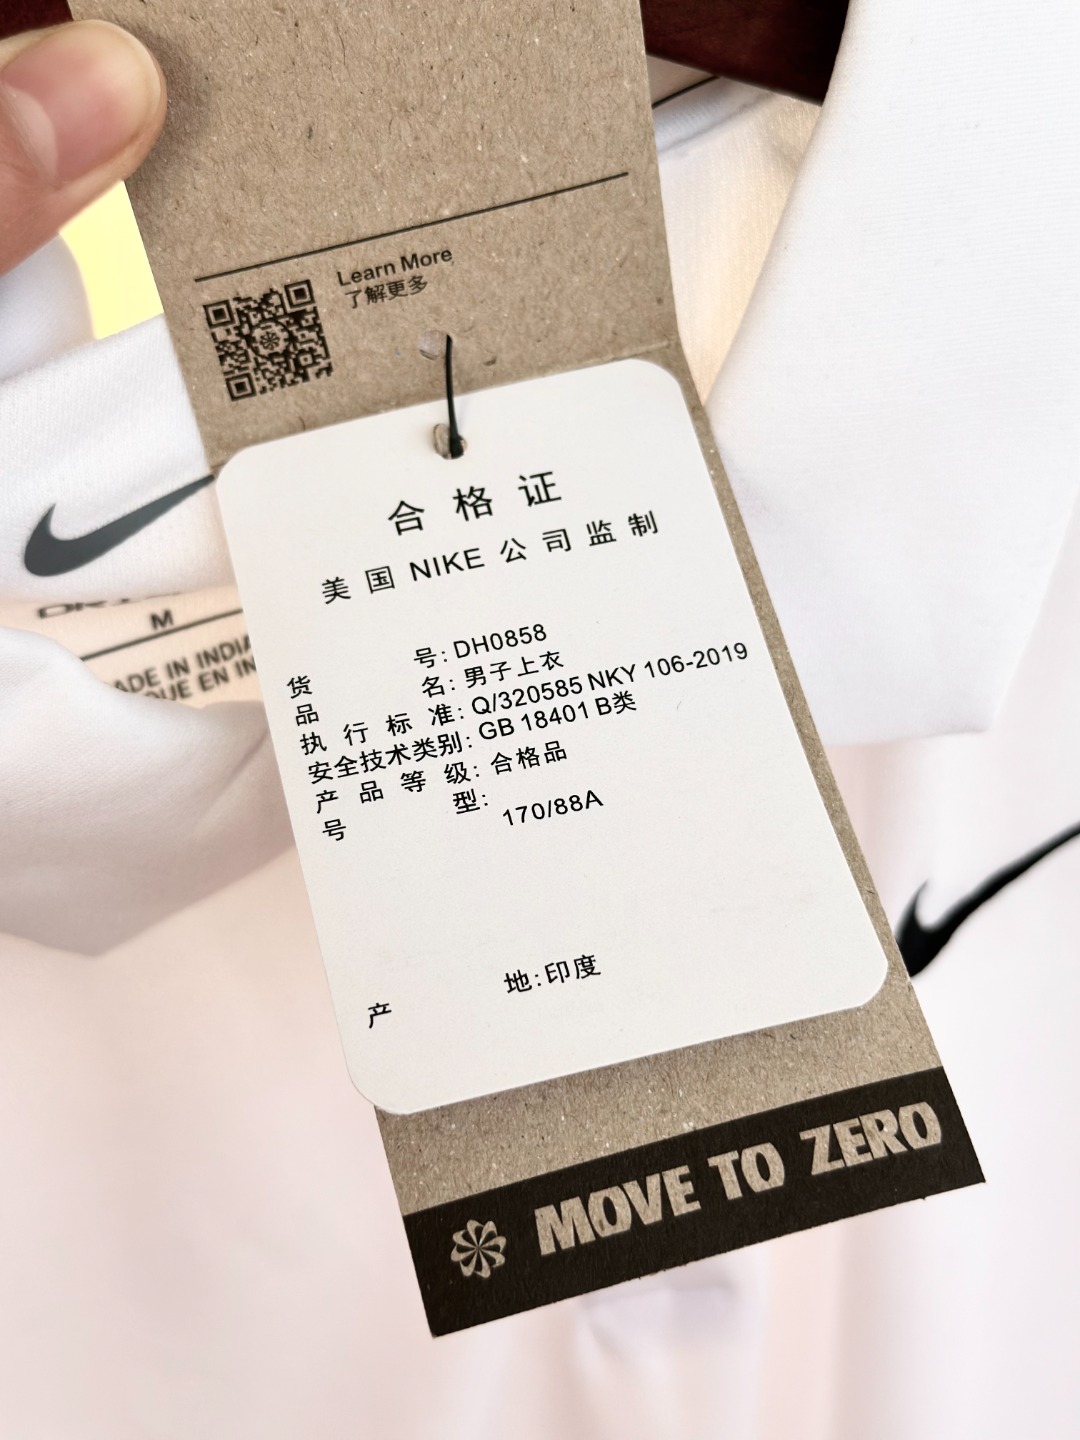 Learn More
了解更多
合格证
美国 NIKE 公司监制
货号: DH0858
品名: 男子上衣
执行标准: Q/320585 NKY 106-2019
安全技术类别: GB 18401 B类
产品等级: 合格品
号型:
170/88A
产地: 印度
MOVE TO ZERO
M
ADE IN INDIA
QUE EN IN